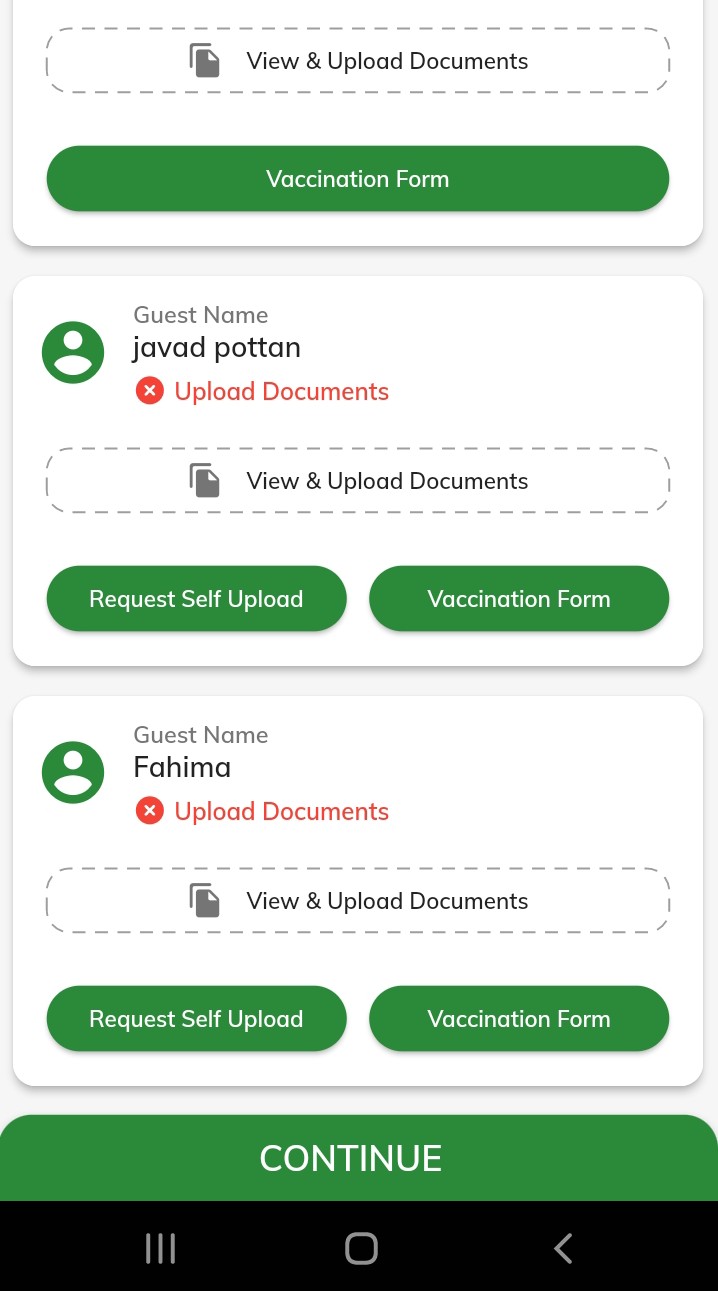 View & Upload Documents
Vaccination Form
Guest Name
javad pottan
Upload Documents
View & Upload Documents
Request Self Upload
Vaccination Form
Guest Name
Fahima
Upload Documents
View & Upload Documents
Request Self Upload
Vaccination Form
CONTINUE